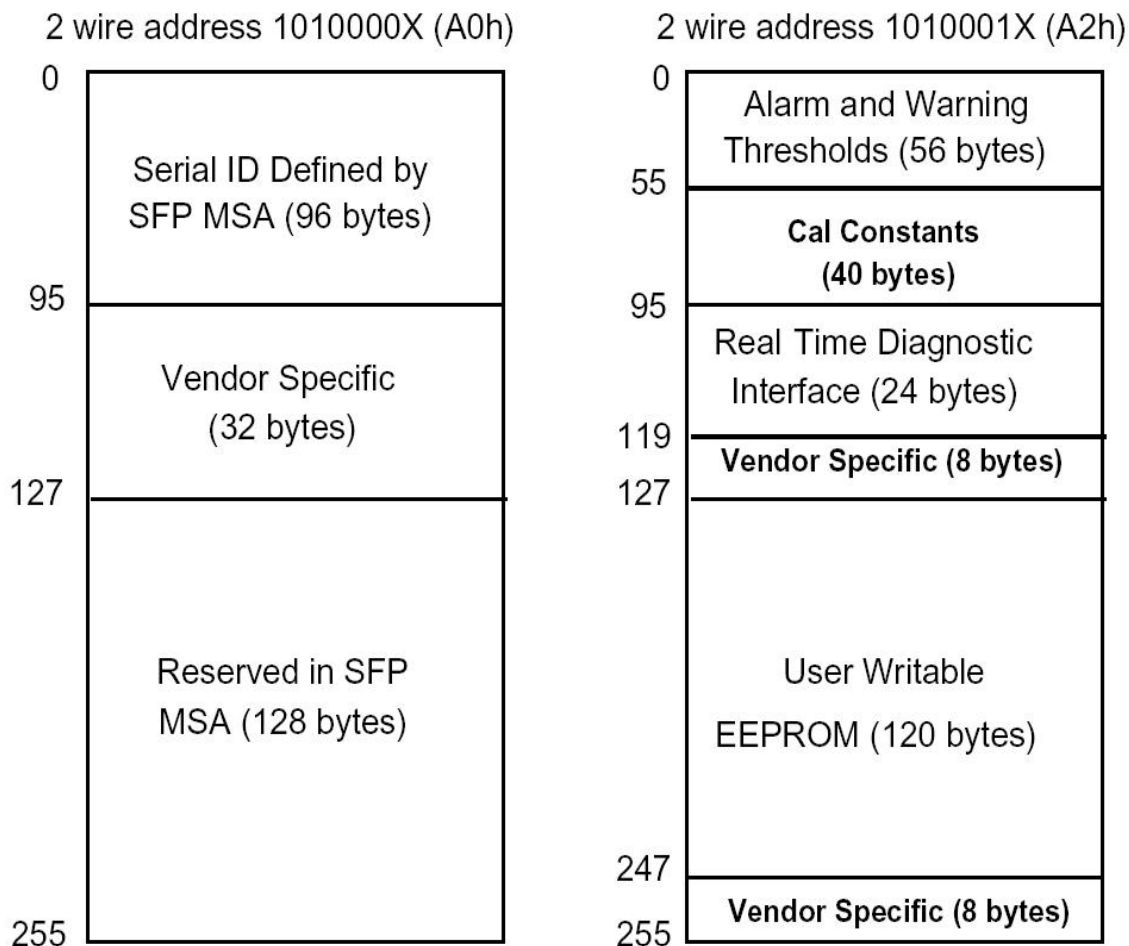 2 wire address 1010000X (A0h)
0
Serial ID Defined by
SFP MSA (96 bytes)
95
Vendor Specific
(32 bytes)
127
Reserved in SFP
MSA (128 bytes)
255
2 wire address 1010001X (A2h)
0
Alarm and Warning
Thresholds (56 bytes)
55
Cal Constants
(40 bytes)
95
Real Time Diagnostic
Interface (24 bytes)
119
Vendor Specific (8 bytes)
127
User Writable
EEPROM (120 bytes)
247
Vendor Specific (8 bytes)
255